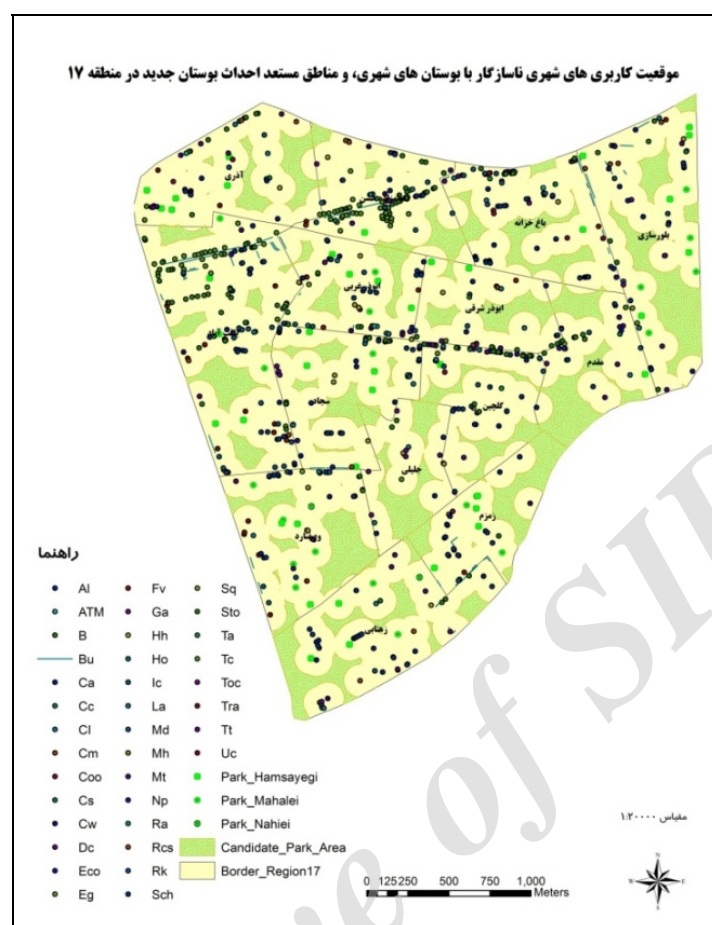 موقعیت کاربری های شهری ناسازگار با بوستان های شهری، و مناطق مستعد احداث بوستان جدید در منطقه ۱۷
آذری
باغ خزانه
بلورسازی
ابوذر شرقی
مقدم
سجاد
گلچین
جلیلی
زمزم
زهتابی
راهنما
Al
ATM
B
Bu
Ca
Cc
Cl
Cm
Coo
Cs
Cw
Dc
Eco
Eg
Fv
Ga
Hh
Ho
Ic
La
Md
Mh
Mt
Np
Ra
Rcs
Rk
Sch
Sq
Sto
Ta
Tc
Toc
Tra
Tt
Uc
Park_Hamsayegi
Park_Mahalei
Park_Nahiei
Candidate_Park_Area
Border_Region17
مقیاس ۱:۲۰۰۰۰
N
W E
S
0 125 250 500 750 1,000
Meters
e of SI